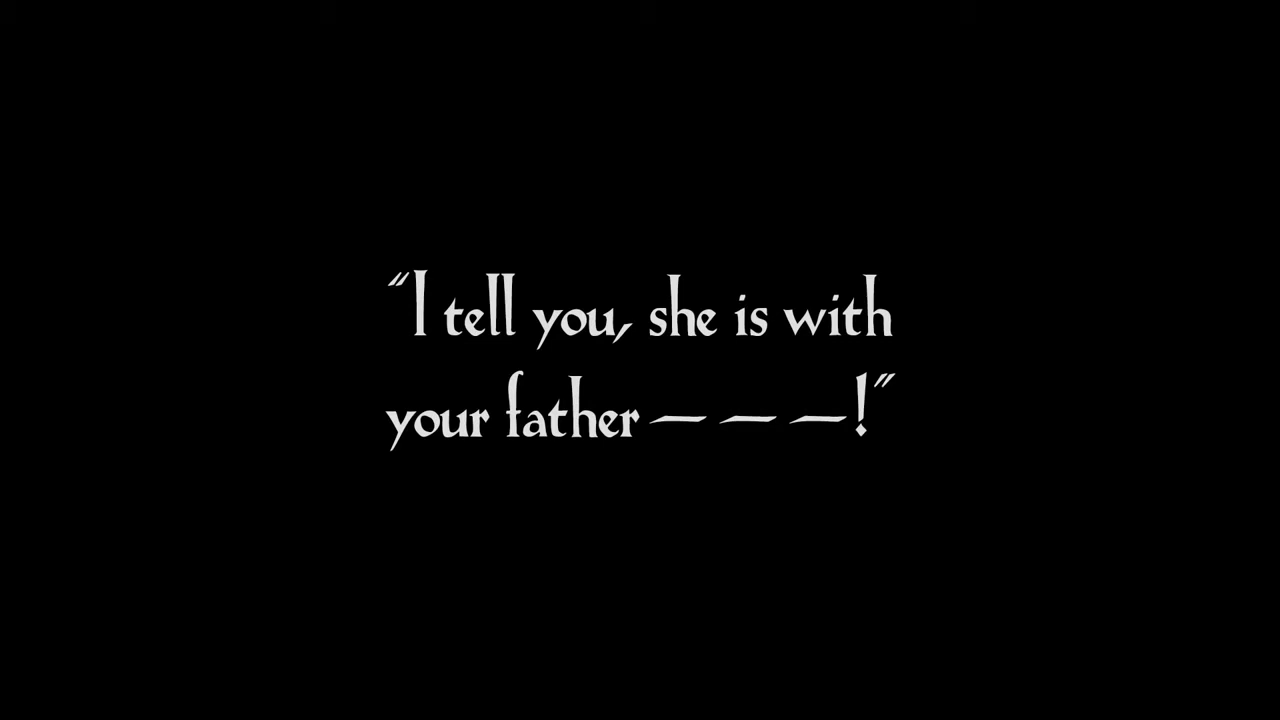 “I tell you, she is with
your father — — —!”